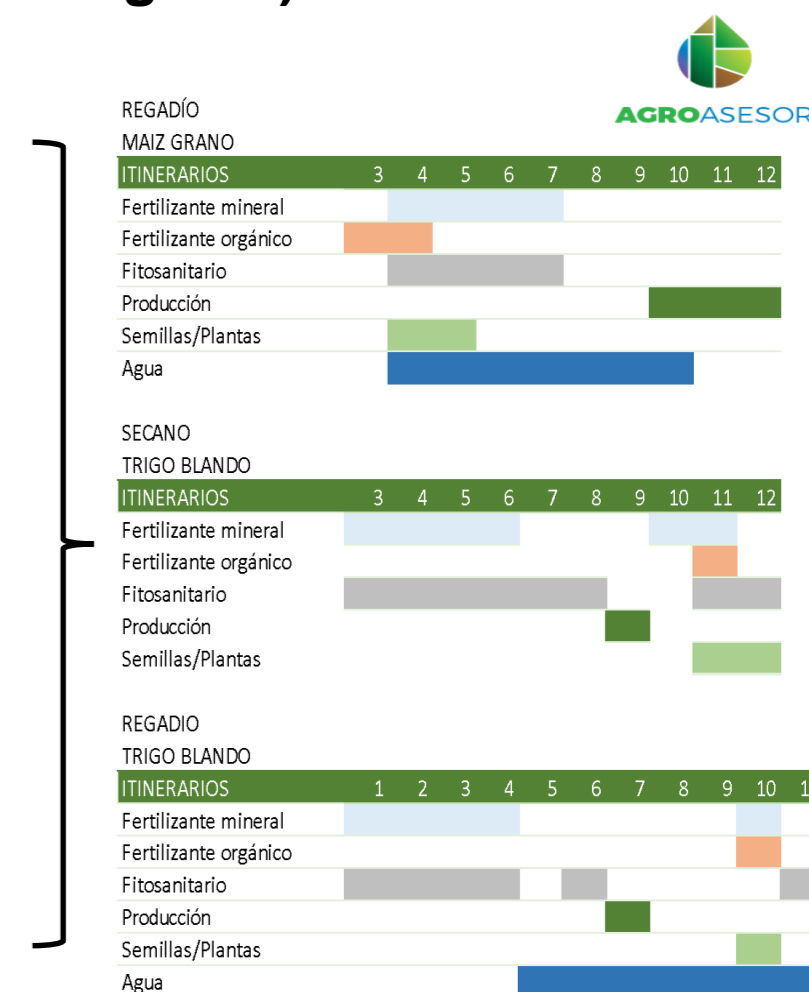 AGROASESOR
REGADÍO
MAIZ GRANO
ITINERARIOS 3 4 5 6 7 8 9 10 11 12
Fertilizante mineral
Fertilizante orgánico
Fitosanitario
Producción
Semillas/Plantas
Agua
SECANO
TRIGO BLANDO
ITINERARIOS 3 4 5 6 7 8 9 10 11 12
Fertilizante mineral
Fertilizante orgánico
Fitosanitario
Producción
Semillas/Plantas
REGADIO
TRIGO BLANDO
ITINERARIOS 1 2 3 4 5 6 7 8 9 10 1
Fertilizante mineral
Fertilizante orgánico
Fitosanitario
Producción
Semillas/Plantas
Agua